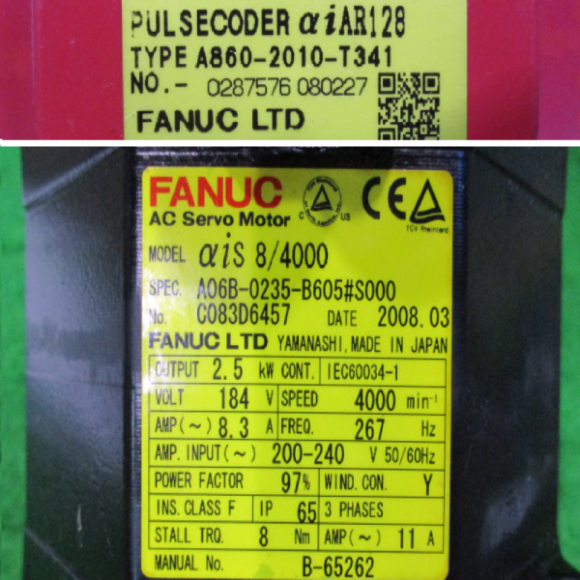 PULSECODER αiAR128
TYPE A860-2010-T341
NO.- 0287576 080227
FANUC LTD
FANUC
AC Servo Motor
C US
TÜV Rheinland
MODEL αiS 8/4000
SPEC. A06B-0235-B605#S000
No. C083D6457 DATE 2008.03
FANUC LTD YAMANASHI, MADE IN JAPAN
OUTPUT 2.5 kW CONT. IEC60034-1
VOLT 184 V SPEED 4000 min⁻¹
AMP(~) 8.3 A FREQ. 267 Hz
AMP. INPUT(~) 200-240 V 50/60Hz
POWER FACTOR 97% WIND. CON. Y
INS. CLASS F IP 65 3 PHASES
STALL TRQ. 8 Nm AMP(~) 11 A
MANUAL No. B-65262